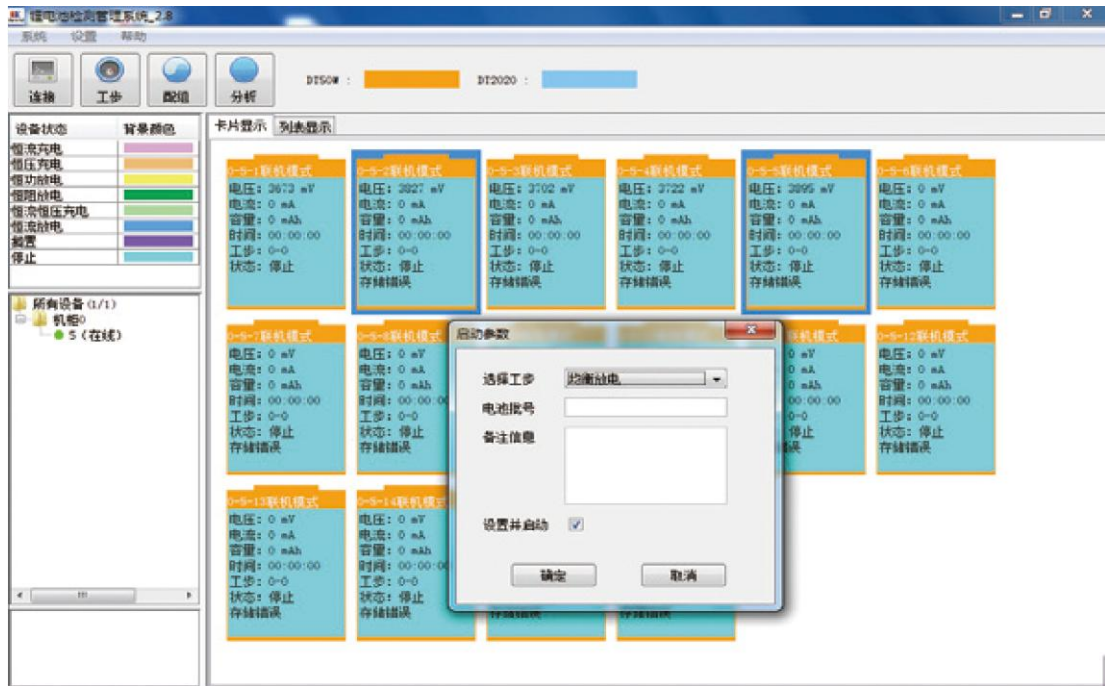 锂电池检测管理系统_2.8
系统 设置 帮助
连接 工步 配组 分析 DT50W : DT2020 :
设备状态 背景颜色
恒流充电
恒压充电
恒功放电
恒阻放电
恒流恒压充电
恒流放电
搁置
停止
所有设备 (1/1)
机柜0
5 (在线)
卡片显示 列表显示
0-5-1联机模式
电压: 3673 mV
电流: 0 mA
容量: 0 mAh
时间: 00:00:00
工步: 0-0
状态: 停止
存储错误
0-5-2联机模式
电压: 3827 mV
电流: 0 mA
容量: 0 mAh
时间: 00:00:00
工步: 0-0
状态: 停止
存储错误
0-5-3联机模式
电压: 3702 mV
电流: 0 mA
容量: 0 mAh
时间: 00:00:00
工步: 0-0
状态: 停止
存储错误
0-5-4联机模式
电压: 3722 mV
电流: 0 mA
容量: 0 mAh
时间: 00:00:00
工步: 0-0
状态: 停止
存储错误
0-5-5联机模式
电压: 3895 mV
电流: 0 mA
容量: 0 mAh
时间: 00:00:00
工步: 0-0
状态: 停止
存储错误
0-5-6联机模式
电压: 0 mV
电流: 0 mA
容量: 0 mAh
时间: 00:00:00
工步: 0-0
状态: 停止
存储错误
0-5-7联机模式
电压: 0 mV
电流: 0 mA
容量: 0 mAh
时间: 00:00:00
工步: 0-0
状态: 停止
存储错误
0-5-8联机模式
电压: 0 mV
电流: 0 mA
容量: 0 mAh
时间: 00:00:00
工步: 0-0
状态: 停止
存储错误
联机模式
0 mV
0 mA
0 mAh
00:00:00
0-0
停止
错误
0-5-12联机模式
电压: 0 mV
电流: 0 mA
容量: 0 mAh
时间: 00:00:00
工步: 0-0
状态: 停止
存储错误
0-5-13联机模式
电压: 0 mV
电流: 0 mA
容量: 0 mAh
时间: 00:00:00
工步: 0-0
状态: 停止
存储错误
0-5-14联机模式
电压: 0 mV
电流: 0 mA
容量: 0 mAh
时间: 00:00:00
工步: 0-0
状态: 停止
存储错误
存储错误
存储错误
启动参数
选择工步 均衡放电
电池批号
备注信息
设置并启动
确定 取消